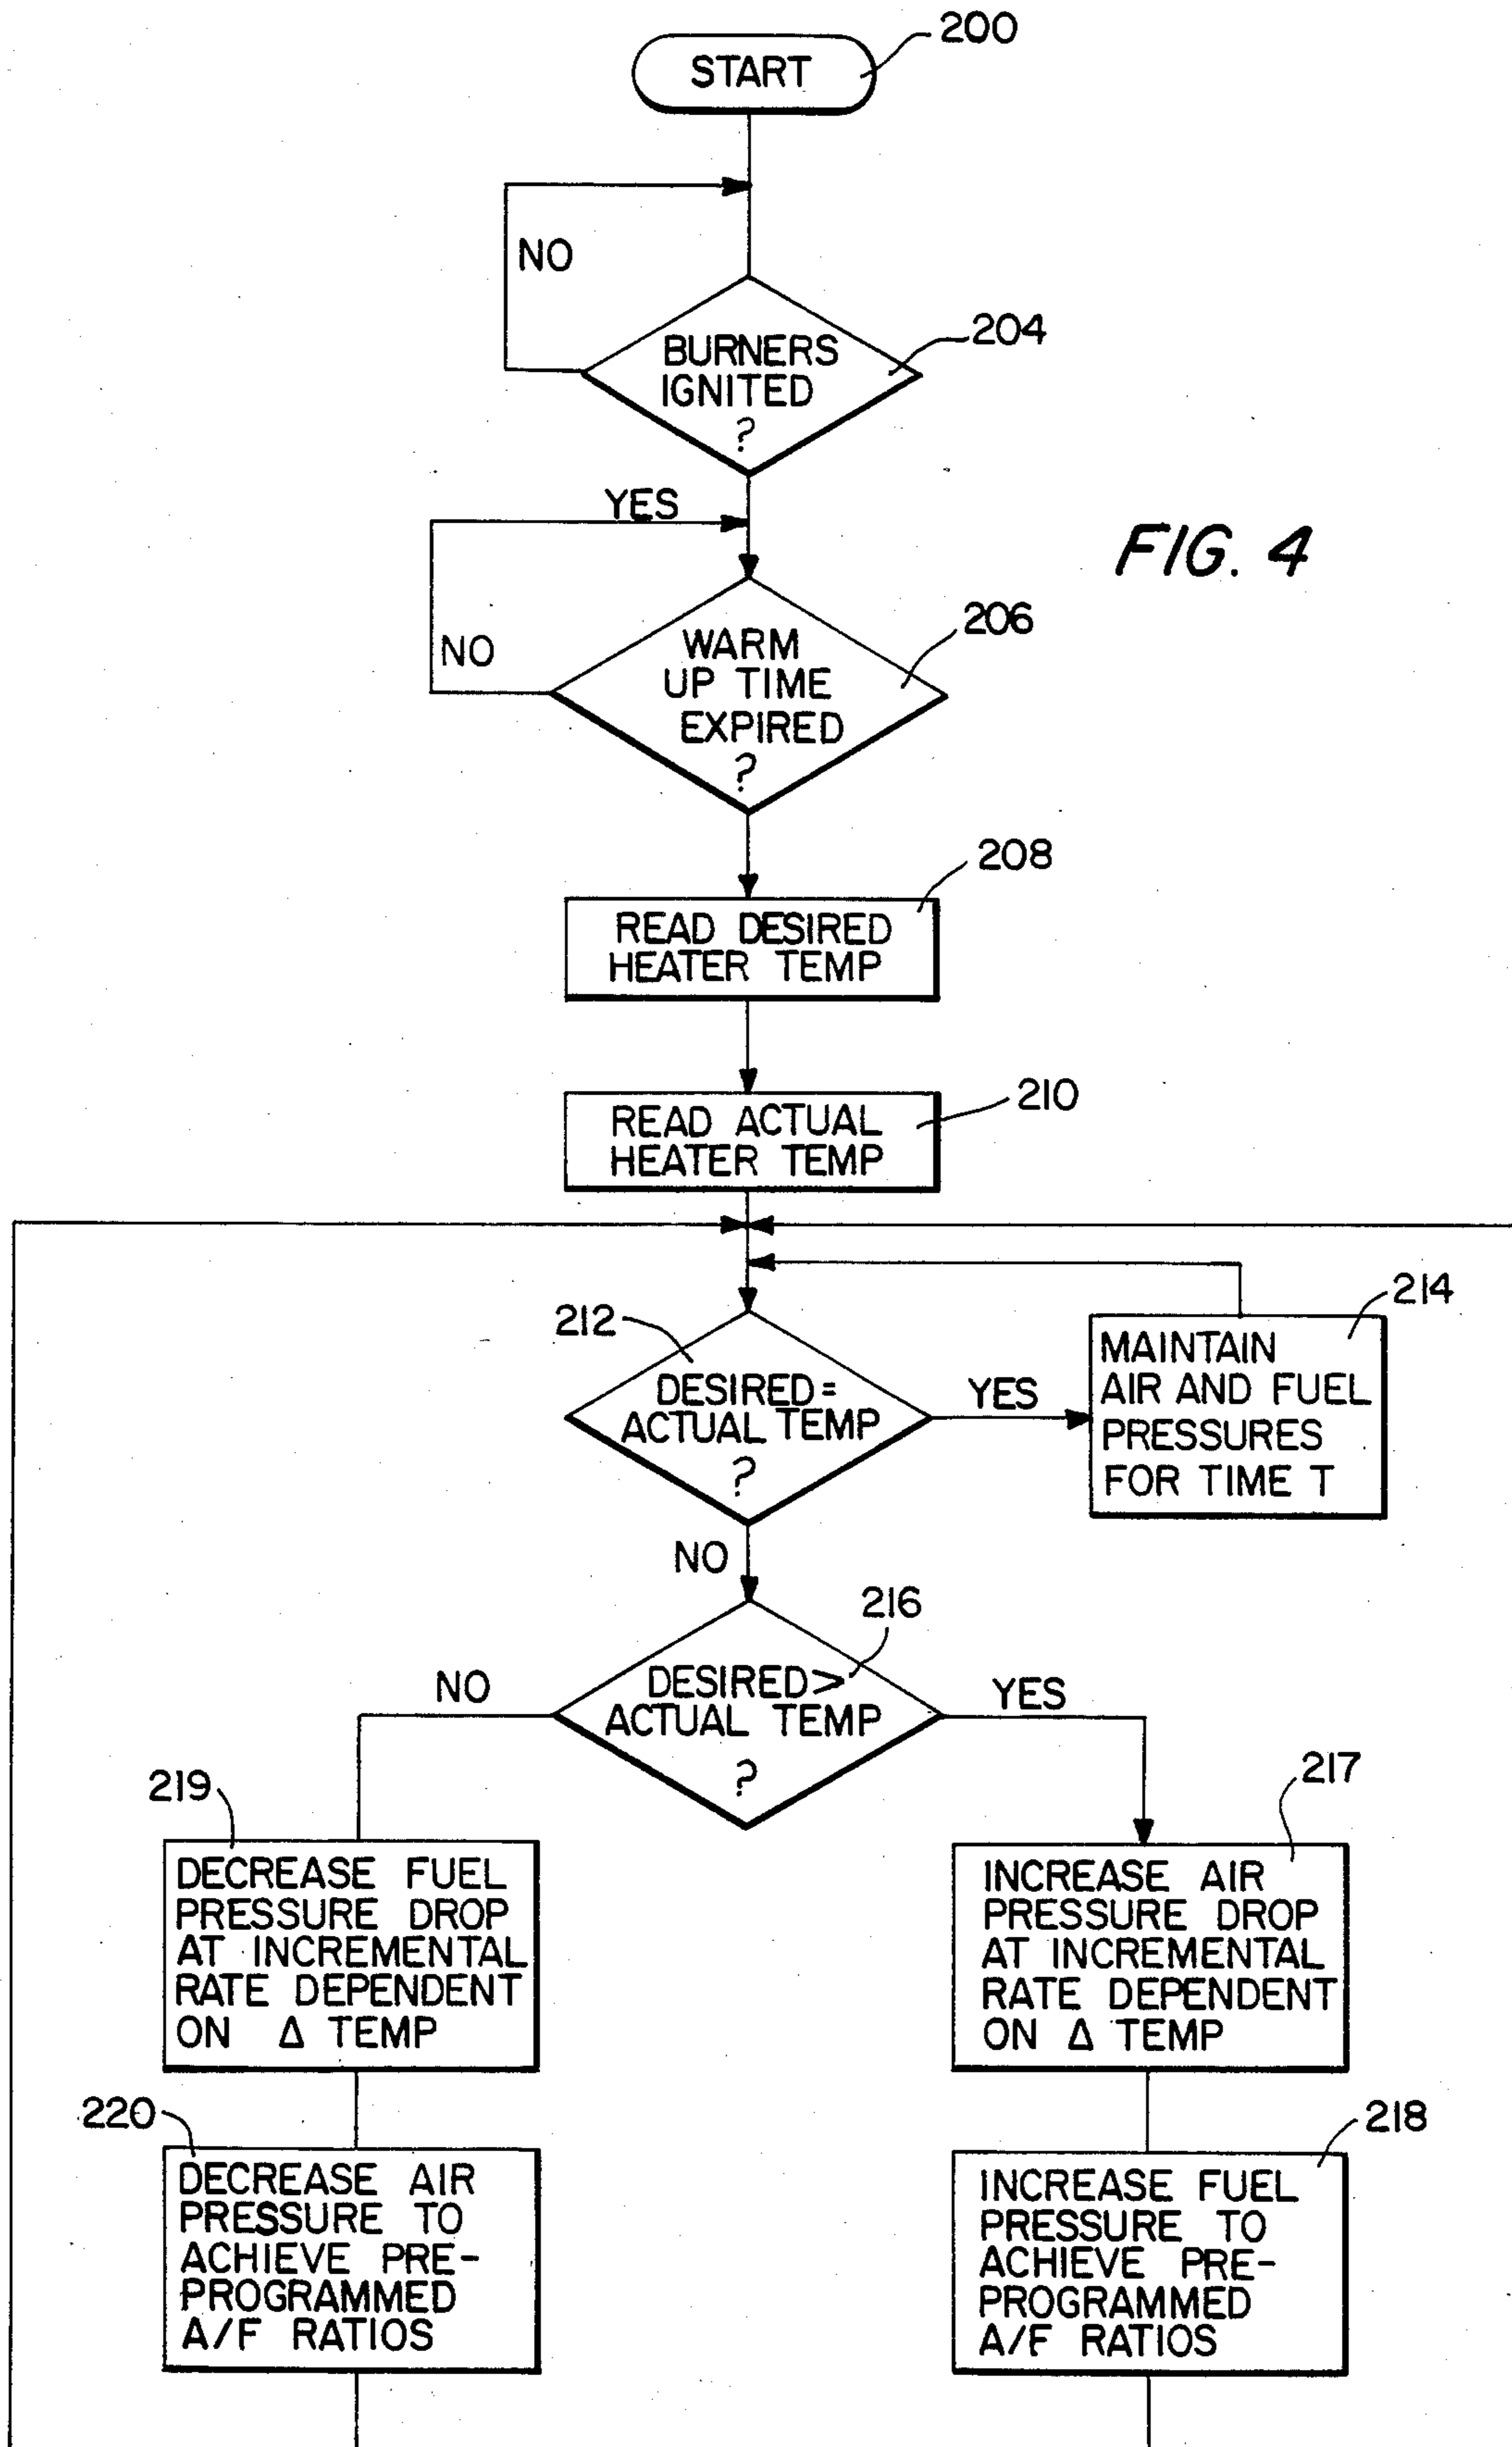 200
START
NO
204
BURNERS
IGNITED
?
YES
FIG. 4
NO
206
WARM
UP TIME
EXPIRED
?
208
READ DESIRED
HEATER TEMP
210
READ ACTUAL
HEATER TEMP
212
DESIRED =
ACTUAL TEMP
?
YES
214
MAINTAIN
AIR AND FUEL
PRESSURES
FOR TIME T
NO
216
DESIRED >
ACTUAL TEMP
?
NO
YES
219
DECREASE FUEL
PRESSURE DROP
AT INCREMENTAL
RATE DEPENDENT
ON Δ TEMP
217
INCREASE AIR
PRESSURE DROP
AT INCREMENTAL
RATE DEPENDENT
ON Δ TEMP
220
DECREASE AIR
PRESSURE TO
ACHIEVE PRE-
PROGRAMMED
A/F RATIOS
218
INCREASE FUEL
PRESSURE TO
ACHIEVE PRE-
PROGRAMMED
A/F RATIOS